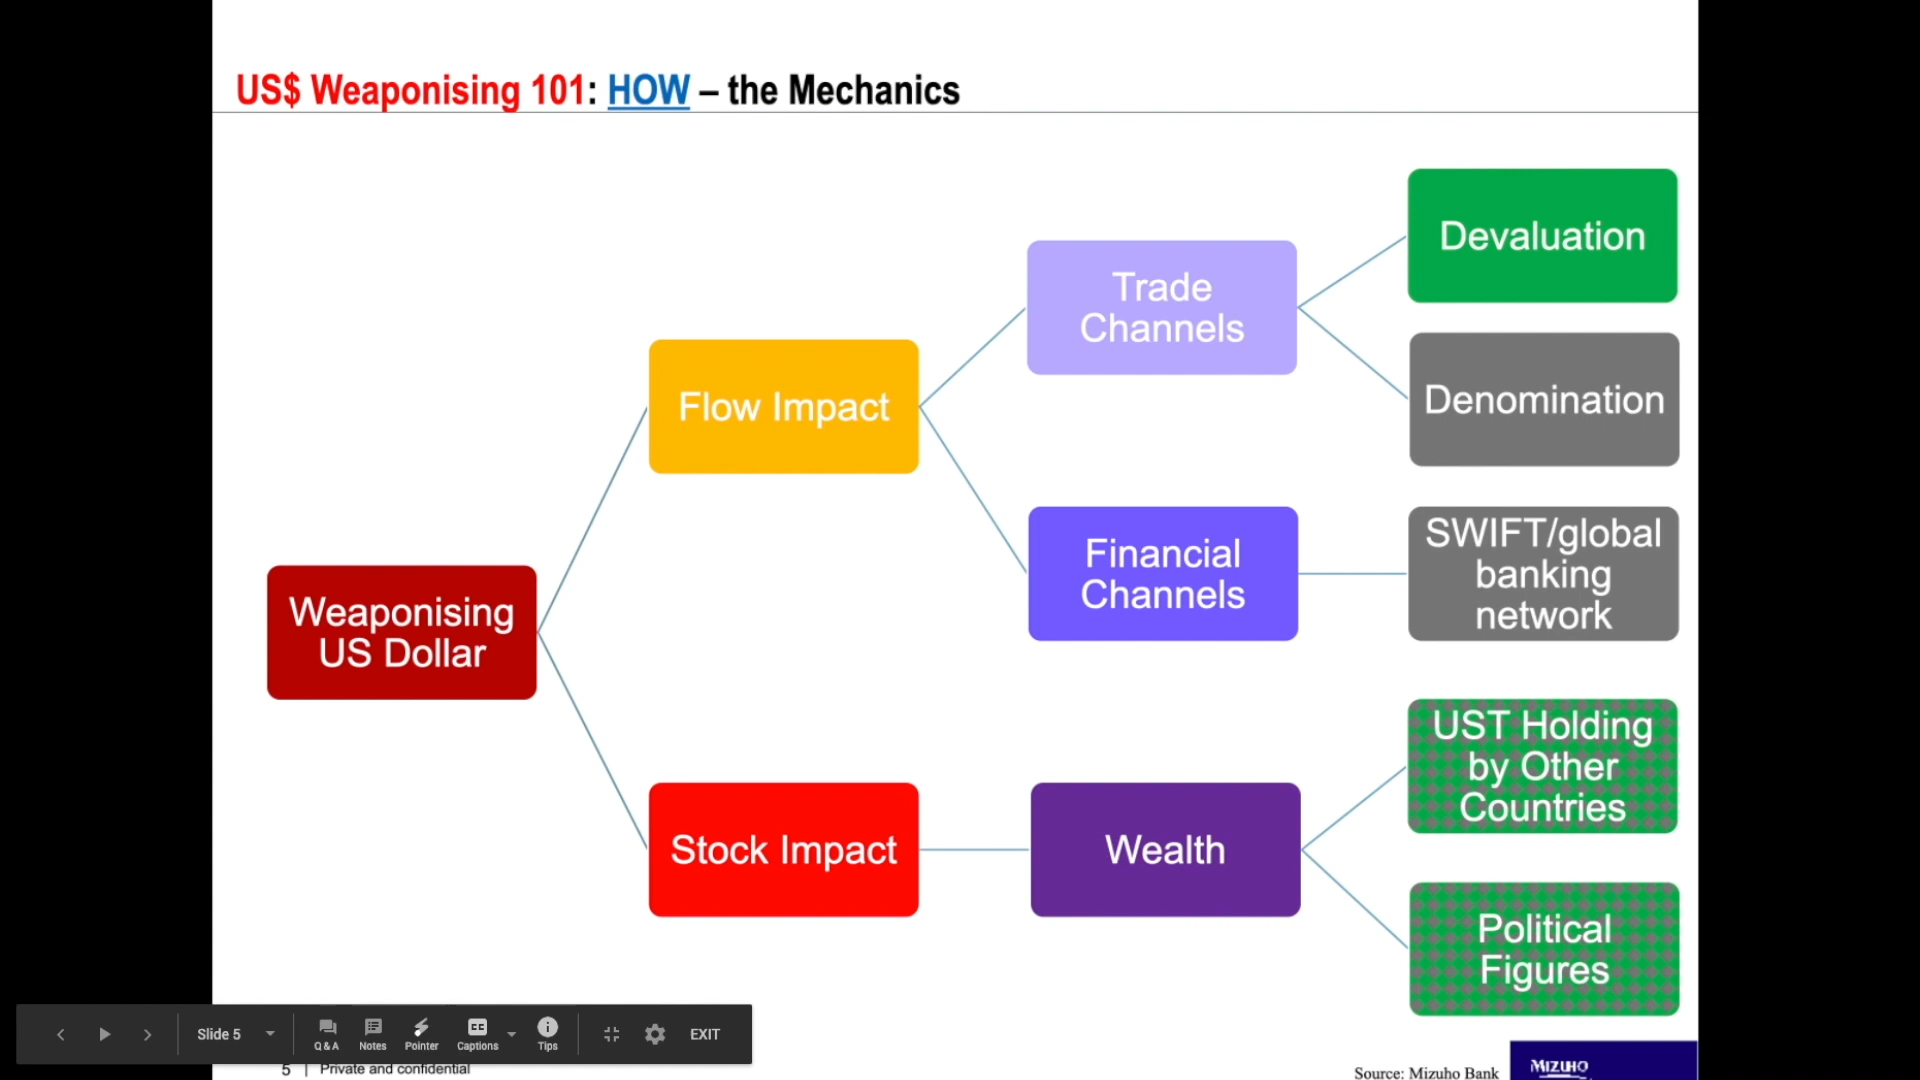 US$ Weaponising 101: HOW – the Mechanics
Devaluation
Trade
Channels
Denomination
Flow Impact
SWIFT/global
banking
network
Financial
Channels
Weaponising
US Dollar
UST Holding
by Other
Countries
Stock Impact
Wealth
Political
Figures
Slide 5
Q & A
Notes
Pointer
CC
Captions
Tips
EXIT
5 | Private and confidential
Source: Mizuho Bank
MIZUHO